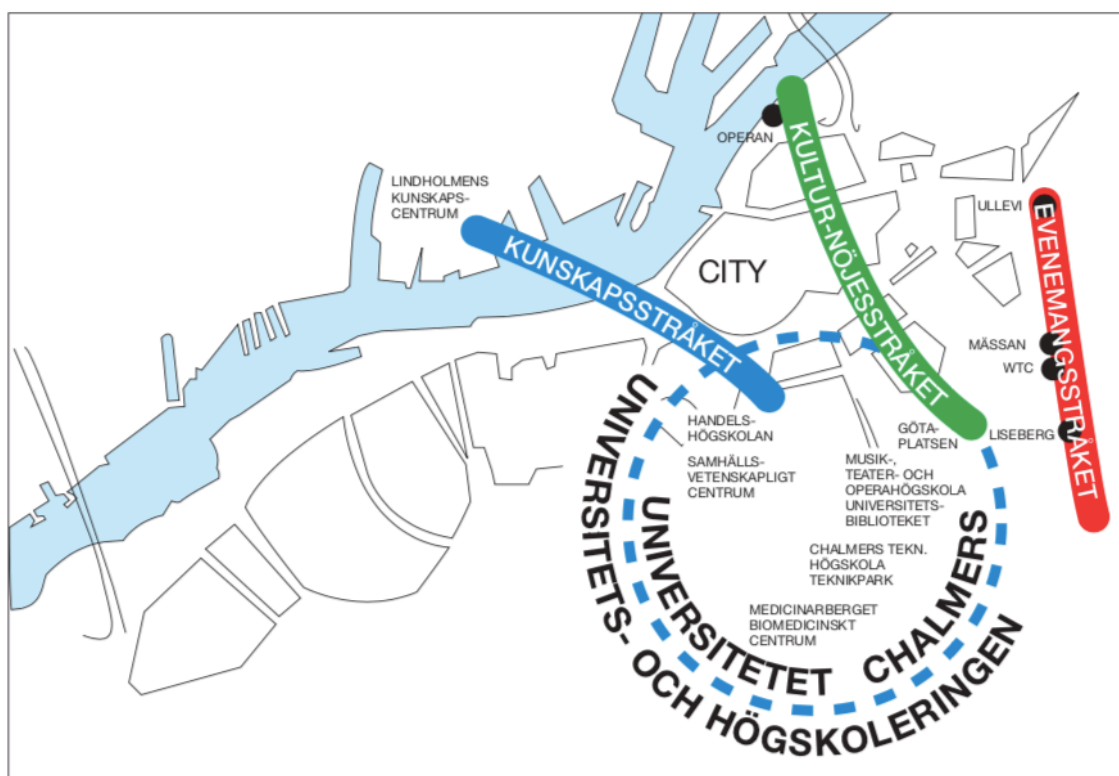 OPERAN
LINDHOLMENS
KUNSKAPS-
CENTRUM
KULTUR-NÖJESSTRÅKET
ULLEVI
EVENEMANGSSTRÅKET
KUNSKAPSSTRÅKET
CITY
MÄSSAN
WTC
LISEBERG
GÖTA-
PLATSEN
HANDELS-
HÖGSKOLAN
SAMHÄLLS-
VETENSKAPLIGT
CENTRUM
MUSIK-,
TEATER- OCH
OPERAHÖGSKOLA
UNIVERSITETS-
BIBLIOTEKET
CHALMERS TEKN.
HÖGSKOLA
TEKNIKPARK
MEDICINARBERGET
BIOMEDICINSKT
CENTRUM
UNIVERSITETET
CHALMERS
UNIVERSITETS- OCH HÖGSKOLERINGEN